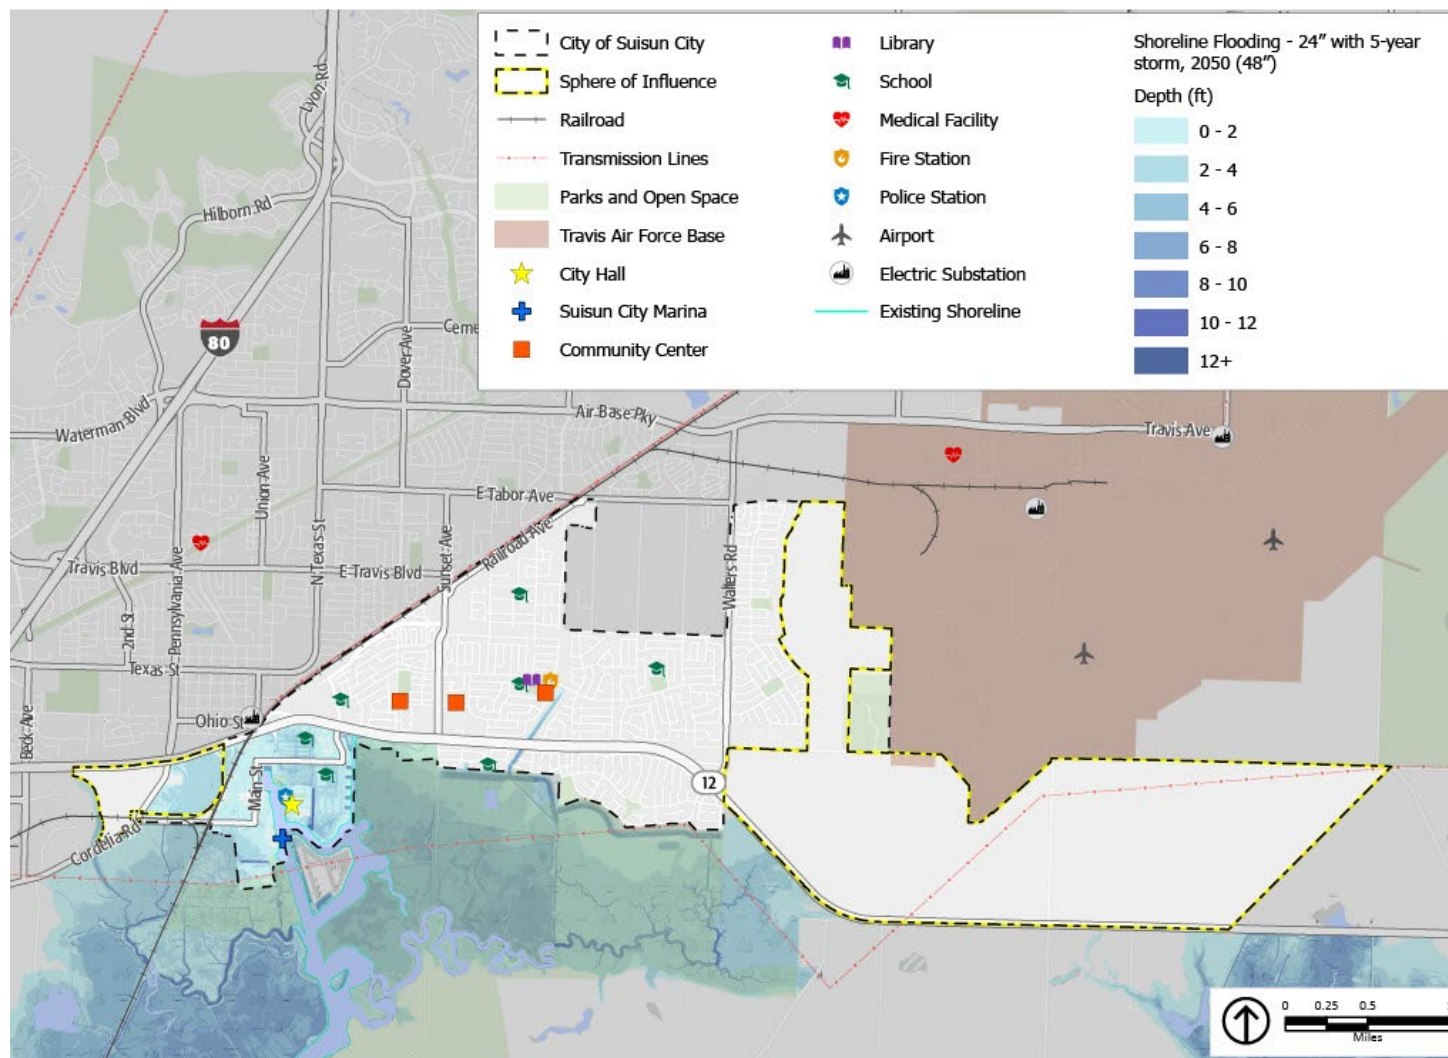 City of Suisun City
Sphere of Influence
Railroad
Transmission Lines
Parks and Open Space
Travis Air Force Base
City Hall
Suisun City Marina
Community Center
Library
School
Medical Facility
Fire Station
Police Station
Airport
Electric Substation
Existing Shoreline
Shoreline Flooding - 24" with 5-year
storm, 2050 (48")
Depth (ft)
0 - 2
2 - 4
4 - 6
6 - 8
8 - 10
10 - 12
12+
Lyon Rd
Hilborn Rd
80
Dover Ave
Ceme
Waterman Blvd
Air Base Pky
Travis Ave
Union Ave
E Tabor Ave
N Texas St
Sunset Ave
Railroad Ave
Walters Rd
Travis Blvd
E Travis Blvd
Pennsylvania Ave
2nd St
Texas St
Ohio St
Beck Ave
Main St
12
Cordelia Rd
0 0.25 0.5 1
Miles